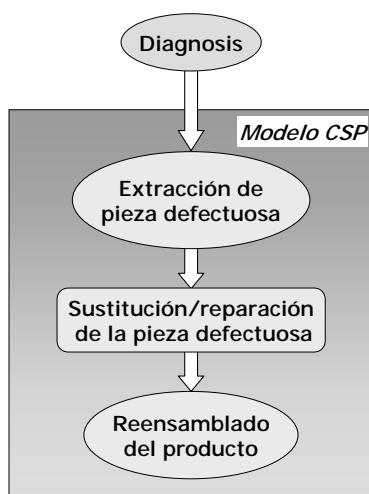 Diagnosis
Modelo CSP
Extracción de
pieza defectuosa
Sustitución/reparación
de la pieza defectuosa
Reensamblado
del producto